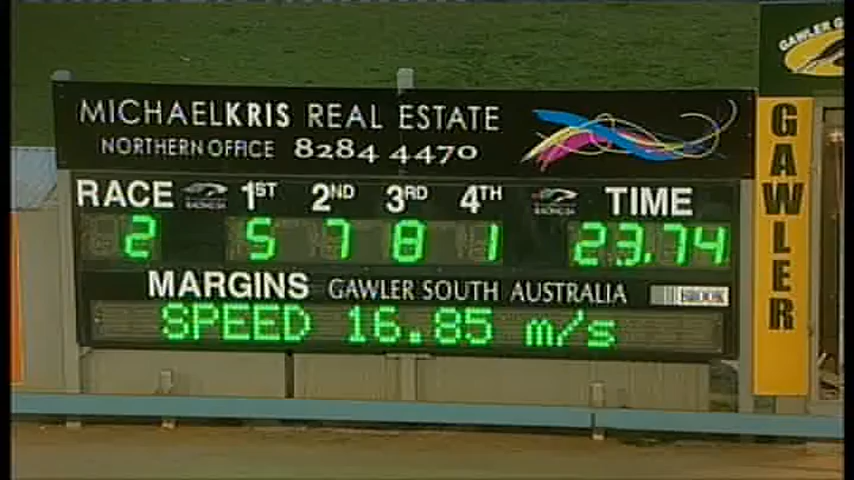 GAWLER G
MICHAELKRIS REAL ESTATE
NORTHERN OFFICE 8284 4470
RACE 1ST 2ND 3RD 4TH TIME
2 5 7 8 1 23.74
MARGINS GAWLER SOUTH AUSTRALIA
SPEED 16.85 m/s
GAWLER